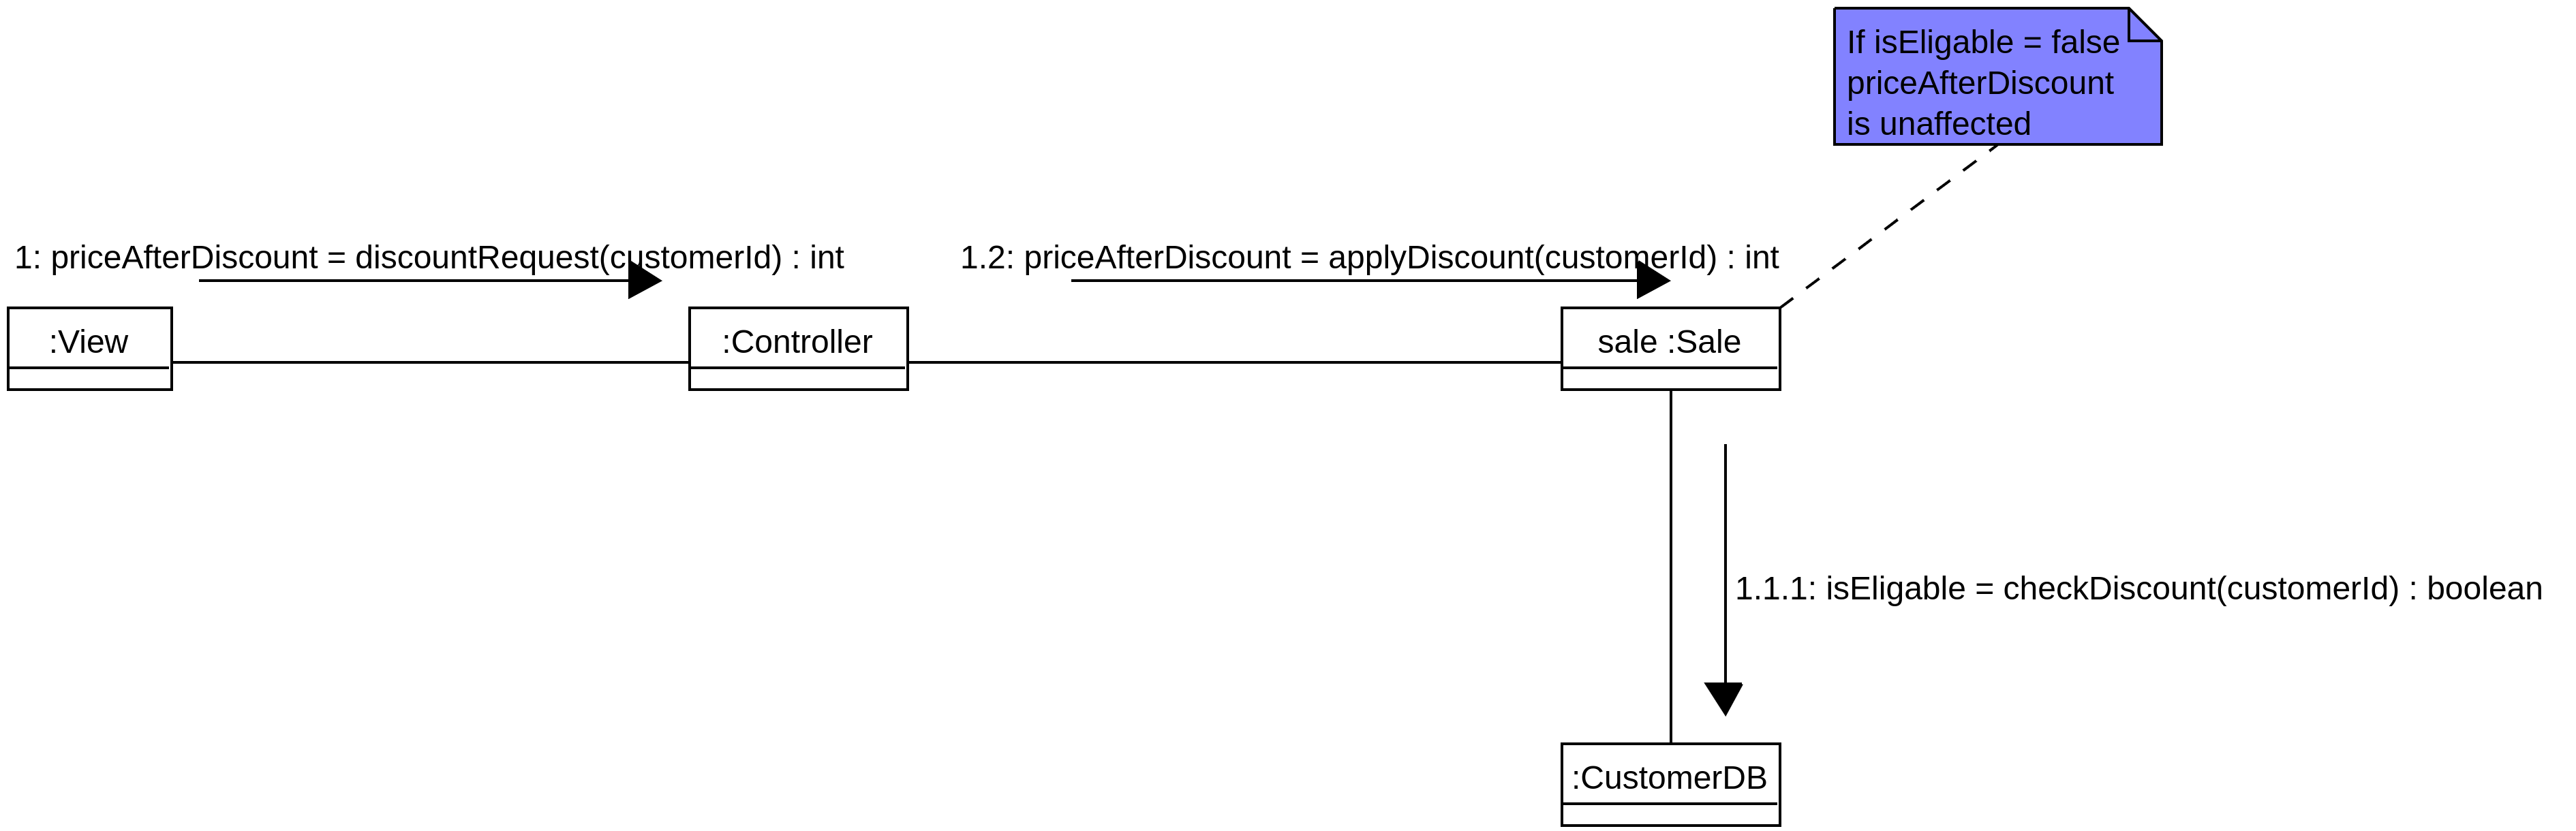 If isEligable = false
priceAfterDiscount
is unaffected
1: priceAfterDiscount = discountRequest(customerId) : int
1.2: priceAfterDiscount = applyDiscount(customerId) : int
:View
:Controller
sale :Sale
1.1.1: isEligable = checkDiscount(customerId) : boolean
:CustomerDB